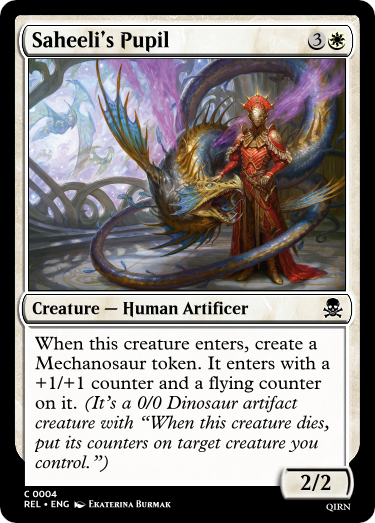 Saheeli's Pupil 3
Creature — Human Artificer
When this creature enters, create a
Mechanosaur token. It enters with a
+1/+1 counter and a flying counter
on it. (It's a 0/0 Dinosaur artifact
creature with “When this creature dies,
put its counters on target creature you
control.”)
2/2
C 0004
REL • ENG Ekaterina Burmak
QIRN